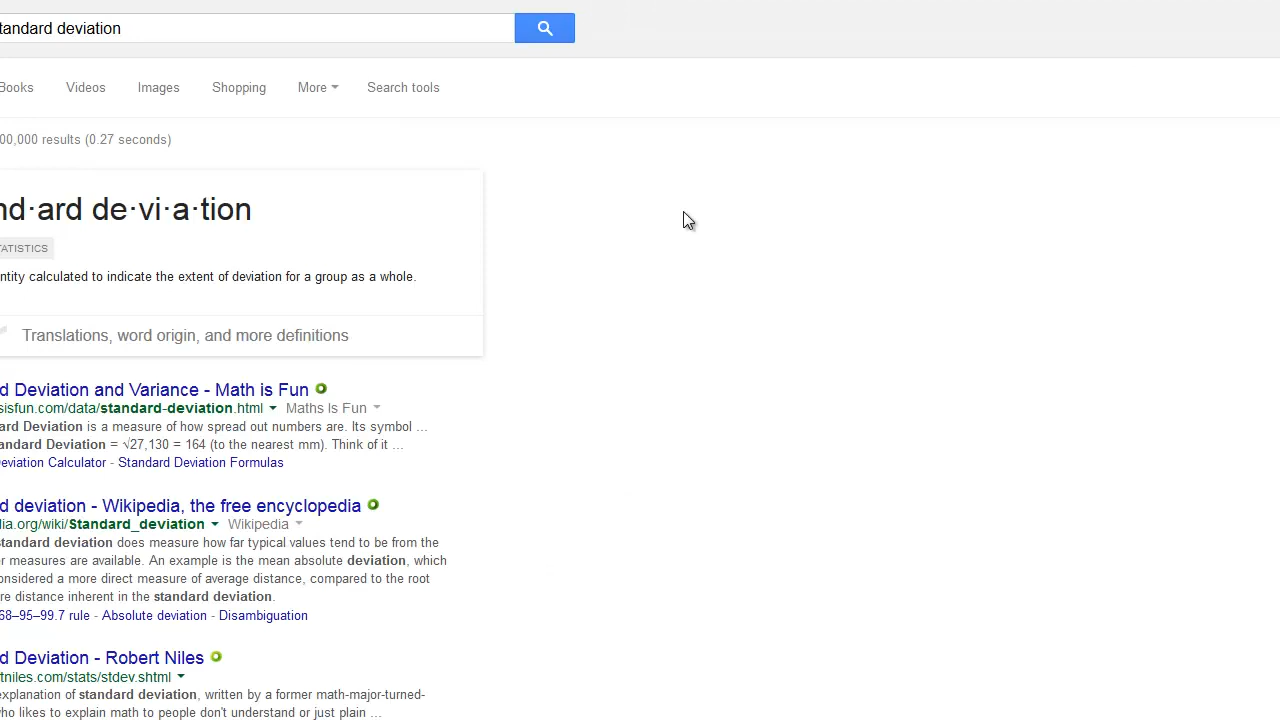 tandard deviation
Books Videos Images Shopping More Search tools
00,000 results (0.27 seconds)
nd·ard de·vi·a·tion
TATISTICS
ntity calculated to indicate the extent of deviation for a group as a whole.
Translations, word origin, and more definitions
d Deviation and Variance - Math is Fun
sisfun.com/data/standard-deviation.html Maths Is Fun
ard Deviation is a measure of how spread out numbers are. Its symbol ...
andard Deviation = √27,130 = 164 (to the nearest mm). Think of it ...
eviation Calculator - Standard Deviation Formulas
d deviation - Wikipedia, the free encyclopedia
dia.org/wiki/Standard_deviation Wikipedia
standard deviation does measure how far typical values tend to be from the
r measures are available. An example is the mean absolute deviation, which
onsidered a more direct measure of average distance, compared to the root
re distance inherent in the standard deviation.
68–95–99.7 rule - Absolute deviation - Disambiguation
d Deviation - Robert Niles
tniles.com/stats/stdev.shtml
explanation of standard deviation, written by a former math-major-turned-
ho likes to explain math to people don't understand or just plain ...